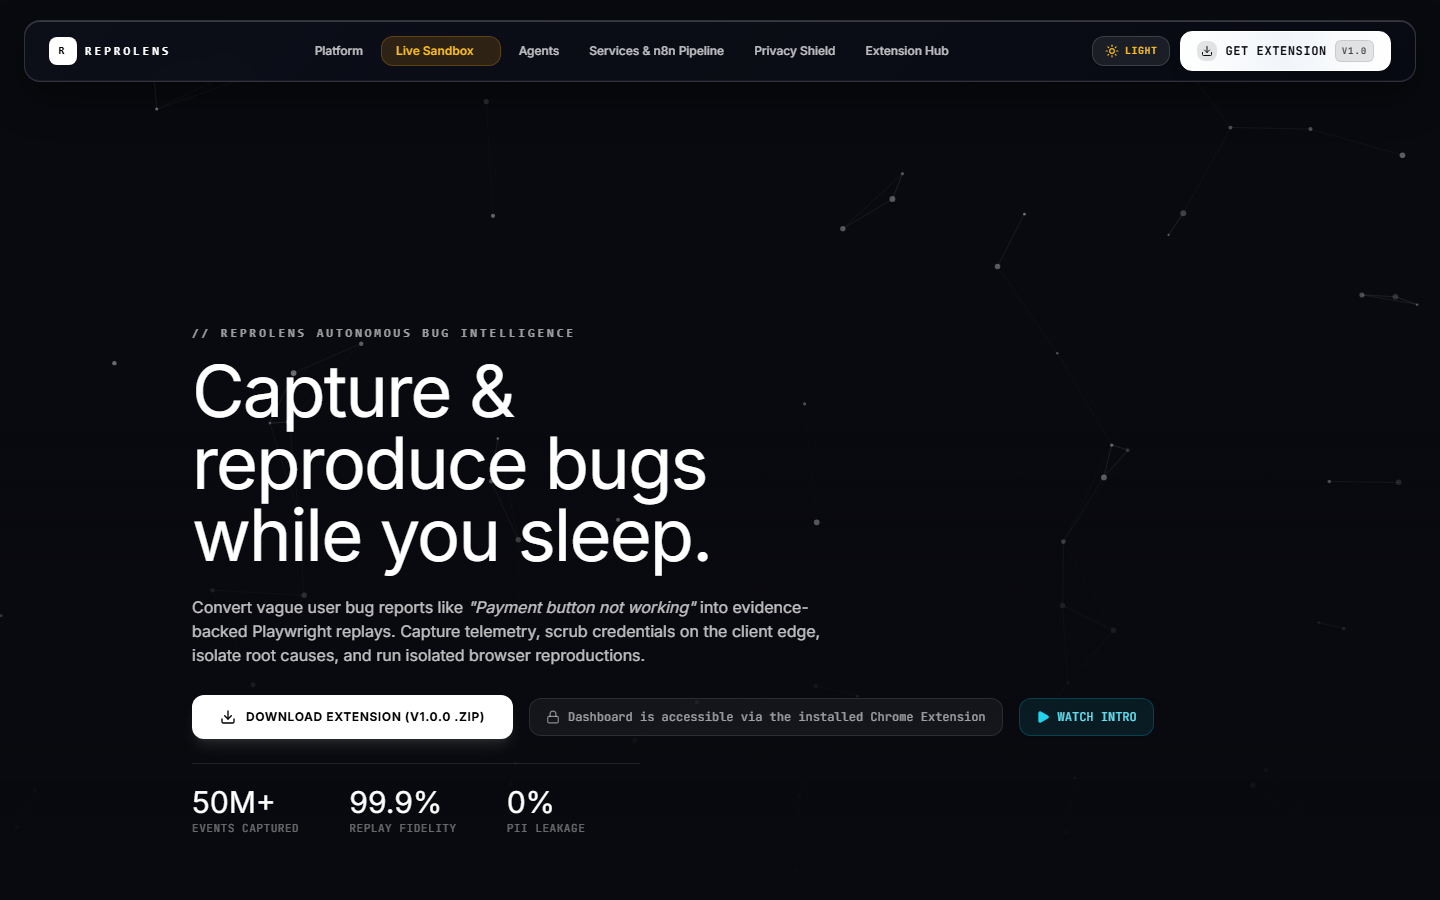 R REPROLENS
Platform Live Sandbox Agents Services & n8n Pipeline Privacy Shield Extension Hub
LIGHT
GET EXTENSION V1.0
// REPROLENS AUTONOMOUS BUG INTELLIGENCE
Capture &
reproduce bugs
while you sleep.
Convert vague user bug reports like "Payment button not working" into evidence-
backed Playwright replays. Capture telemetry, scrub credentials on the client edge,
isolate root causes, and run isolated browser reproductions.
DOWNLOAD EXTENSION (V1.0.0 .ZIP)
Dashboard is accessible via the installed Chrome Extension
WATCH INTRO
50M+ 99.9% 0%
EVENTS CAPTURED REPLAY FIDELITY PII LEAKAGE